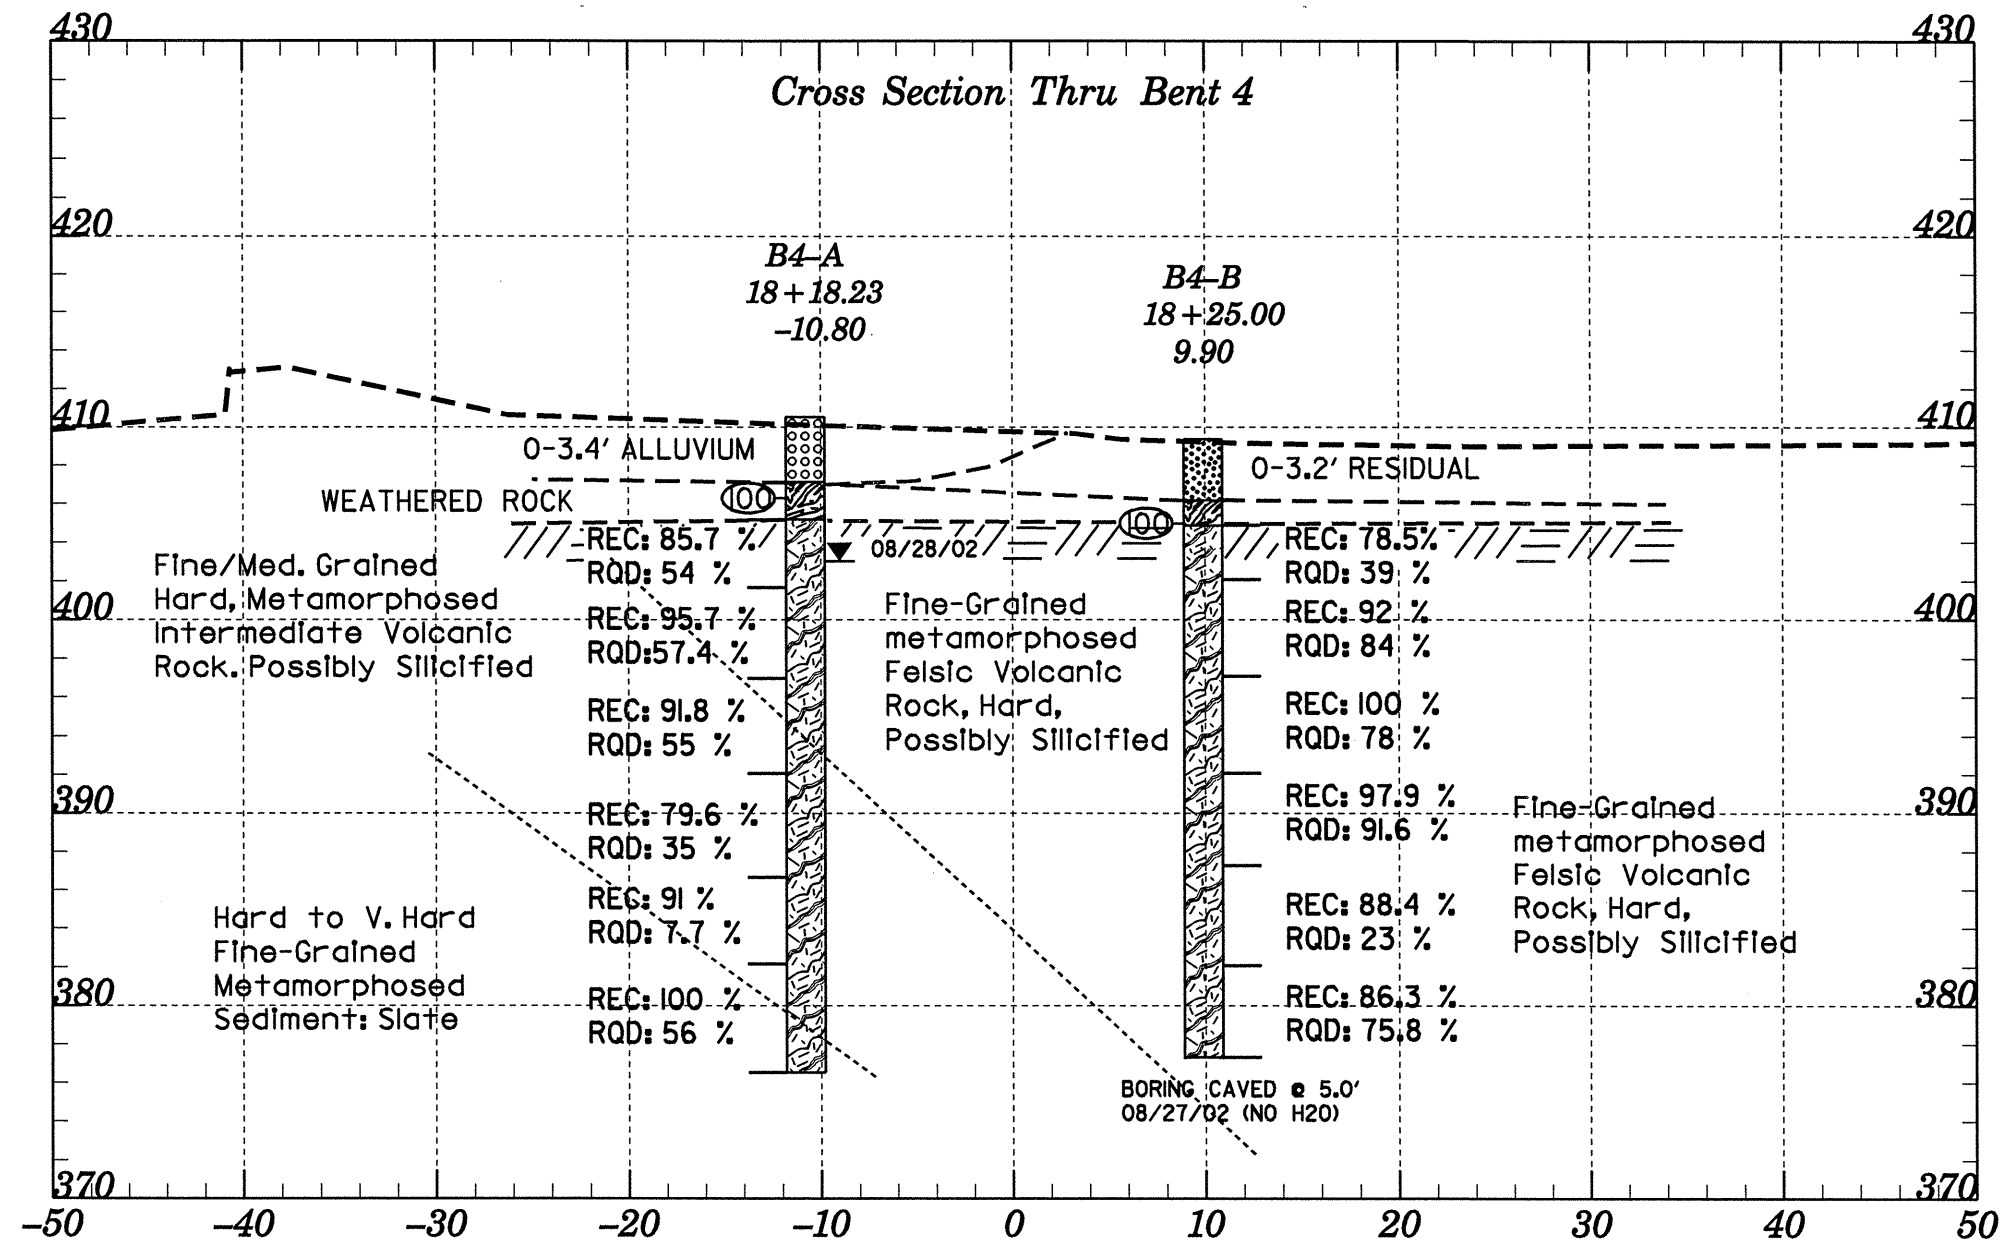 430 430
Cross Section Thru Bent 4
420 420
B4-A
18+18.23
-10.80
B4-B
18+25.00
9.90
410 410
0-3.4' ALLUVIUM
0-3.2' RESIDUAL
WEATHERED ROCK
100
100
REC: 85.7 %
RQD: 54 %
08/28/02
REC: 78.5%
RQD: 39 %
Fine/Med. Grained
Hard, Metamorphosed
Intermediate Volcanic
Rock. Possibly Silicified
400 400
REC: 95.7 %
RQD:57.4 %
Fine-Grained
metamorphosed
Felsic Volcanic
Rock, Hard,
Possibly Silicified
REC: 92 %
RQD: 84 %
REC: 91.8 %
RQD: 55 %
REC: 100 %
RQD: 78 %
390 390
REC: 79.6 %
RQD: 35 %
REC: 97.9 %
RQD: 91.6 %
Fine-Grained
metamorphosed
Felsic Volcanic
Rock, Hard,
Possibly Silicified
REC: 91 %
RQD: 7.7 %
REC: 88.4 %
RQD: 23 %
Hard to V. Hard
Fine-Grained
Metamorphosed
Sediment: Slate
380 380
REC: 100 %
RQD: 56 %
REC: 86.3 %
RQD: 75.8 %
BORING CAVED @ 5.0'
08/27/02 (NO H20)
370 370
-50 -40 -30 -20 -10 0 10 20 30 40 50